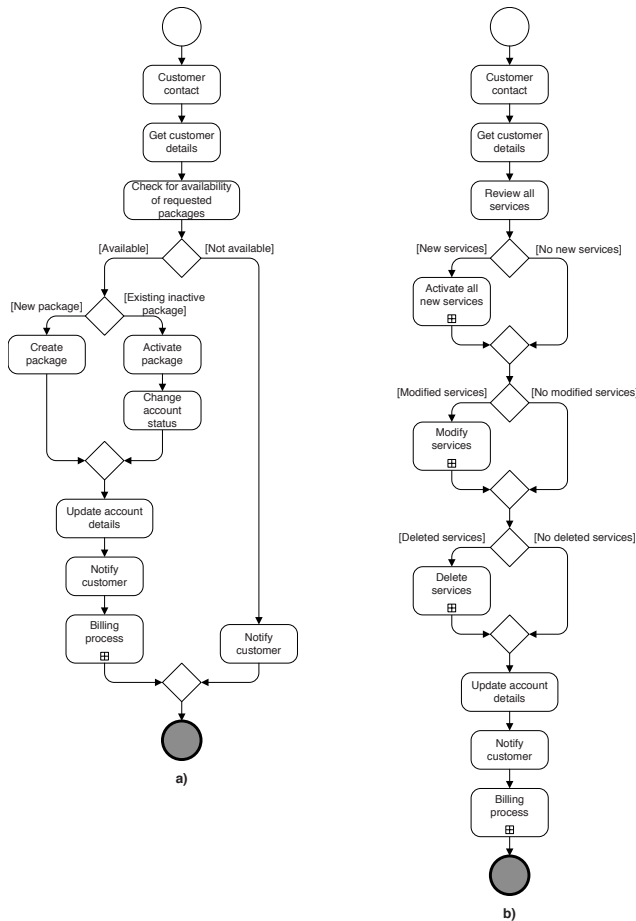 Customer
contact
Get customer
details
Check for availability
of requested
packages
[Available]
[Not available]
[New package]
[Existing inactive
package]
Create
package
Activate
package
Change
account
status
Update account
details
Notify
customer
Billing
process
Notify
customer
a)
Customer
contact
Get customer
details
Review all
services
[New services]
[No new services]
Activate all
new services
[Modified services]
[No modified services]
Modify
services
[Deleted services]
[No deleted services]
Delete
services
Update account
details
Notify
customer
Billing
process
b)